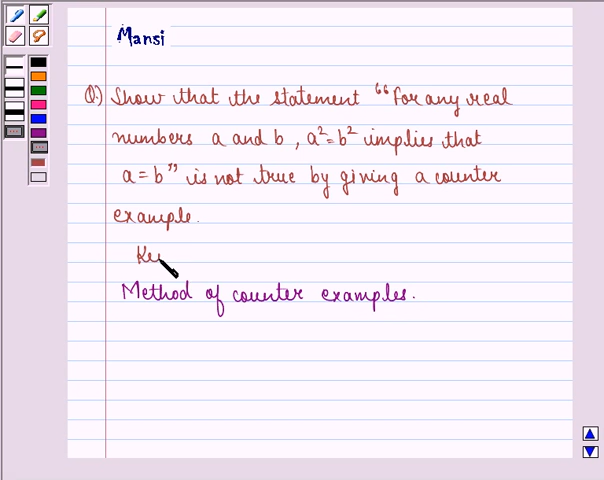 Mansi
Q.) Show that the statement “For any real
numbers a and b, a²=b² implies that
a = b” is not true by giving a counter
example.
Ke
Method of counter examples.